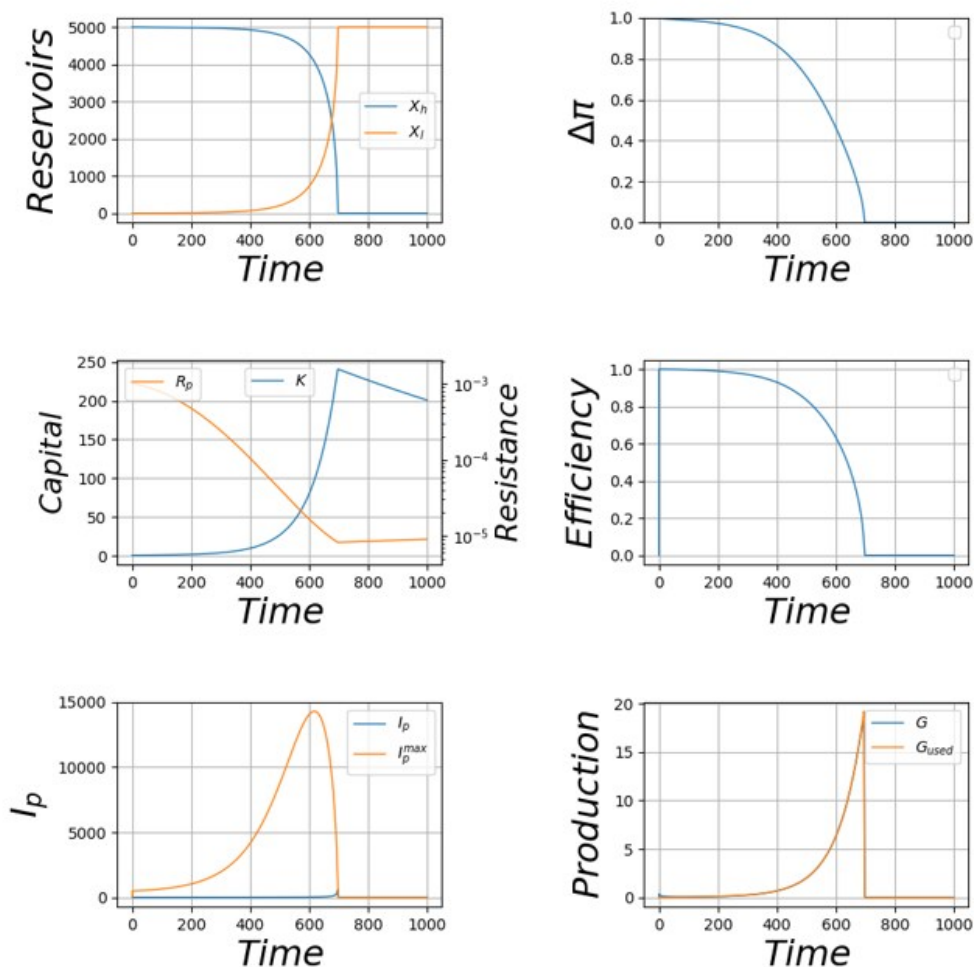 Reservoirs
5000
4000
3000
2000
1000
0
X_h
X_l
0 200 400 600 800 1000
Time
Δπ
1.0
0.8
0.6
0.4
0.2
0.0
0 200 400 600 800 1000
Time
Capital
250
200
150
100
50
0
R_p
K
10^{-3}
10^{-4}
10^{-5}
Resistance
0 200 400 600 800 1000
Time
Efficiency
1.0
0.8
0.6
0.4
0.2
0.0
0 200 400 600 800 1000
Time
I_p
15000
10000
5000
0
I_p
I_p^{max}
0 200 400 600 800 1000
Time
Production
20
15
10
5
0
G
G_{used}
0 200 400 600 800 1000
Time